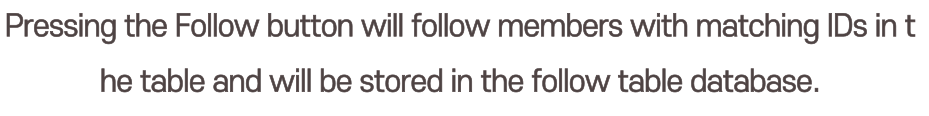 Pressing the Follow button will follow members with matching IDs in t
he table and will be stored in the follow table database.